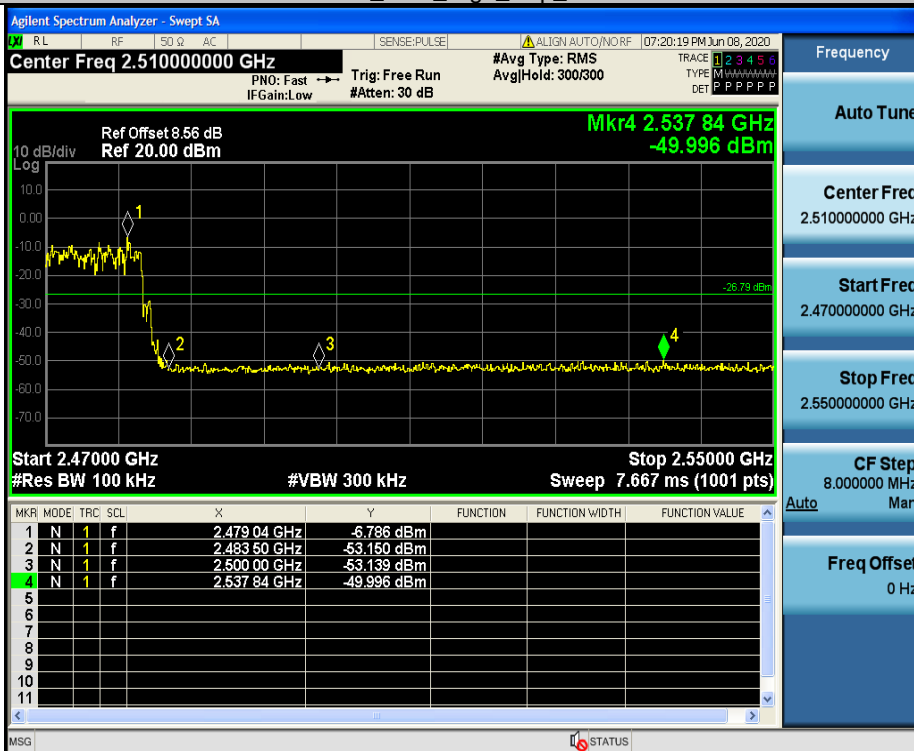 Agilent Spectrum Analyzer - Swept SA
LXI RL RF 50 Ω AC SENSE:PULSE ALIGN AUTO/NO RF 07:20:19 PM Jun 08, 2020
Center Freq 2.510000000 GHz
#Avg Type: RMS
TRACE 1 2 3 4 5 6
PNO: Fast Trig: Free Run
Avg|Hold: 300/300
TYPE M
IFGain:Low #Atten: 30 dB
DET P P P P P P
Mkr4 2.537 84 GHz
-49.996 dBm
Ref Offset 8.56 dB
10 dB/div Ref 20.00 dBm
Log
10.0
0.00
-10.0
-20.0
-30.0
-40.0
-50.0
-60.0
-70.0
1
2
3
4
-26.79 dBm
Start 2.47000 GHz Stop 2.55000 GHz
#Res BW 100 kHz #VBW 300 kHz Sweep 7.667 ms (1001 pts)
MKR MODE TRC SCL X Y FUNCTION FUNCTION WIDTH FUNCTION VALUE
1 N 1 f 2.479 04 GHz -6.786 dBm
2 N 1 f 2.483 50 GHz -53.150 dBm
3 N 1 f 2.500 00 GHz -53.139 dBm
4 N 1 f 2.537 84 GHz -49.996 dBm
5
6
7
8
9
10
11
MSG STATUS
Frequency
Auto Tune
Center Freq
2.510000000 GHz
Start Freq
2.470000000 GHz
Stop Freq
2.550000000 GHz
CF Step
8.000000 MHz
Auto Man
Freq Offset
0 Hz